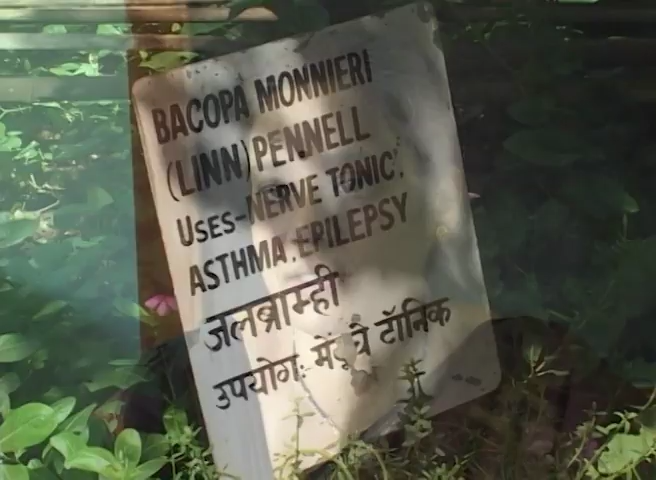 BACOPA MONNIERI
(LINN) PENNELL
USES-NERVE TONIC,
ASTHMA, EPILEPSY
जलब्राम्ही
उपयोग:- टॉनिक